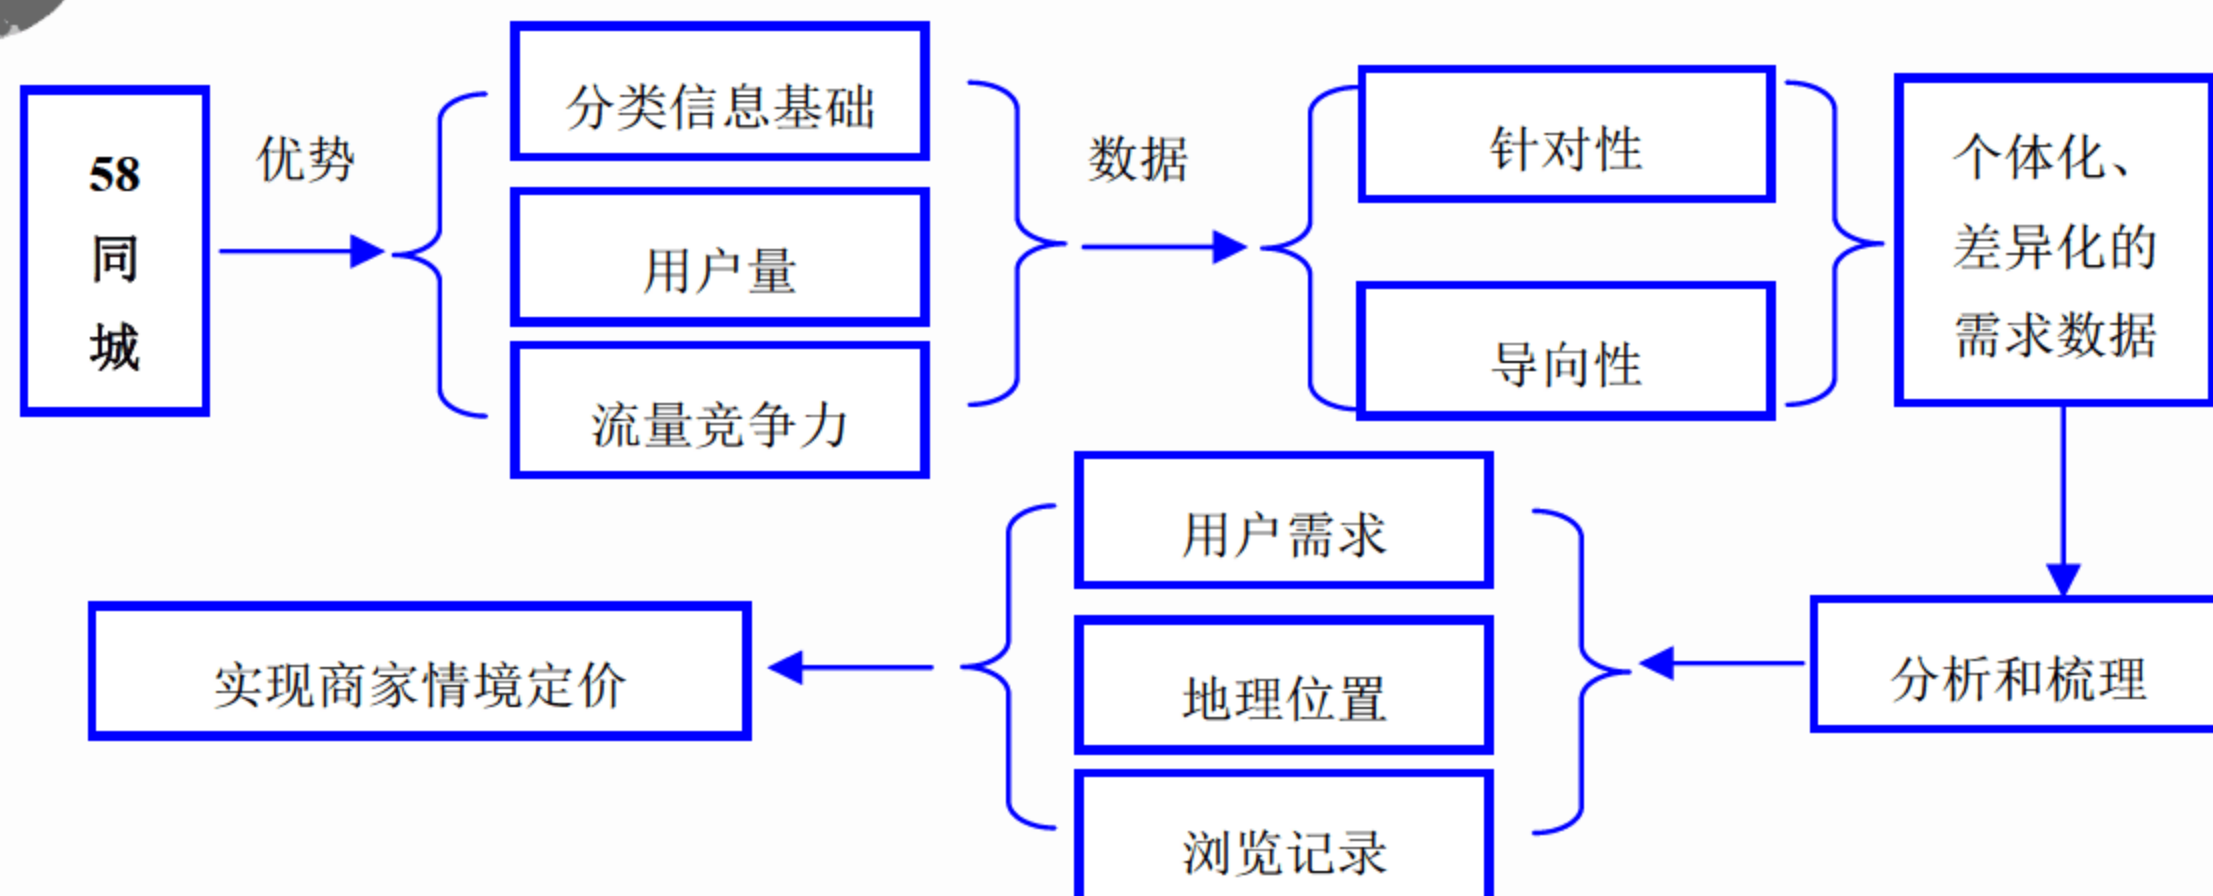 58
同
城
优势
分类信息基础
用户量
流量竞争力
数据
针对性
导向性
个体化、
差异化的
需求数据
分析和梳理
用户需求
地理位置
浏览记录
实现商家情境定价